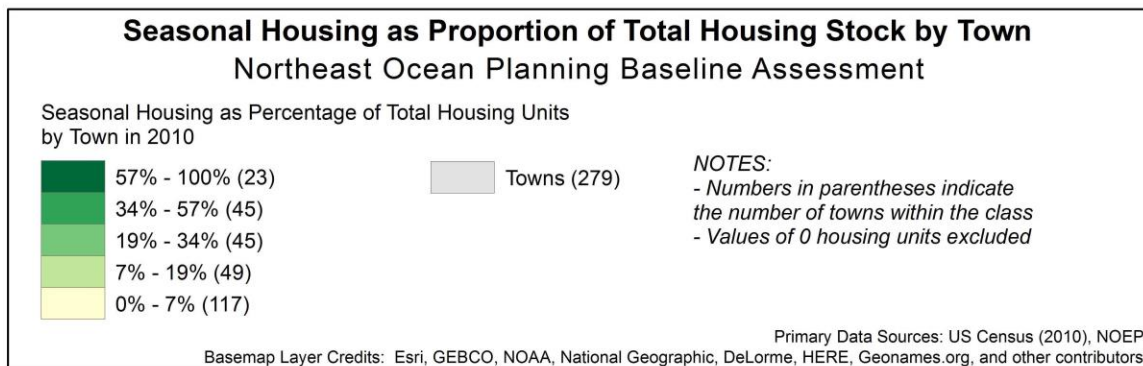 Seasonal Housing as Proportion of Total Housing Stock by Town
Northeast Ocean Planning Baseline Assessment
Seasonal Housing as Percentage of Total Housing Units
by Town in 2010
57% - 100% (23)
34% - 57% (45)
19% - 34% (45)
7% - 19% (49)
0% - 7% (117)
Towns (279)
NOTES:
- Numbers in parentheses indicate
the number of towns within the class
- Values of 0 housing units excluded
Primary Data Sources: US Census (2010), NOEP
Basemap Layer Credits: Esri, GEBCO, NOAA, National Geographic, DeLorme, HERE, Geonames.org, and other contributors